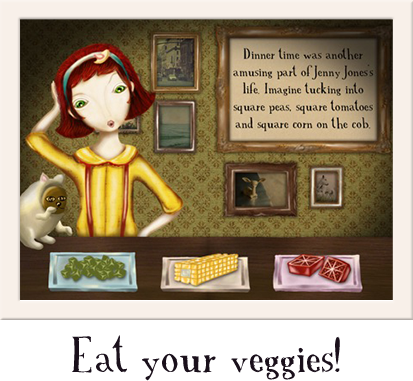 Dinner time was another
amusing part of Jenny Jones's
life. Imagine tucking into
square peas, square tomatoes
and square corn on the cob.
Eat your veggies!